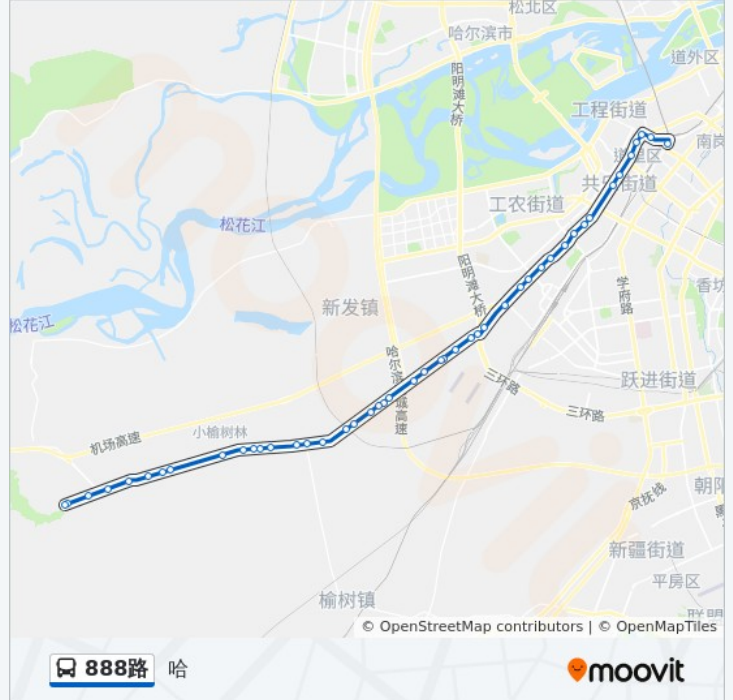 松北区
哈尔滨市
道外区
阳明滩大桥
工程街道
南岗
道里区
共乐街道
工农街道
松花江
阳明滩大桥
学府路
香坊
新发镇
松花江
哈尔滨
城高速
三环路
跃进街道
三环路
小榆树林
机场高速
朝阳
京抚线
新疆街道
平房区
榆树镇
联盟
© OpenStreetMap contributors | © OpenMapTiles
888路 哈
moovit